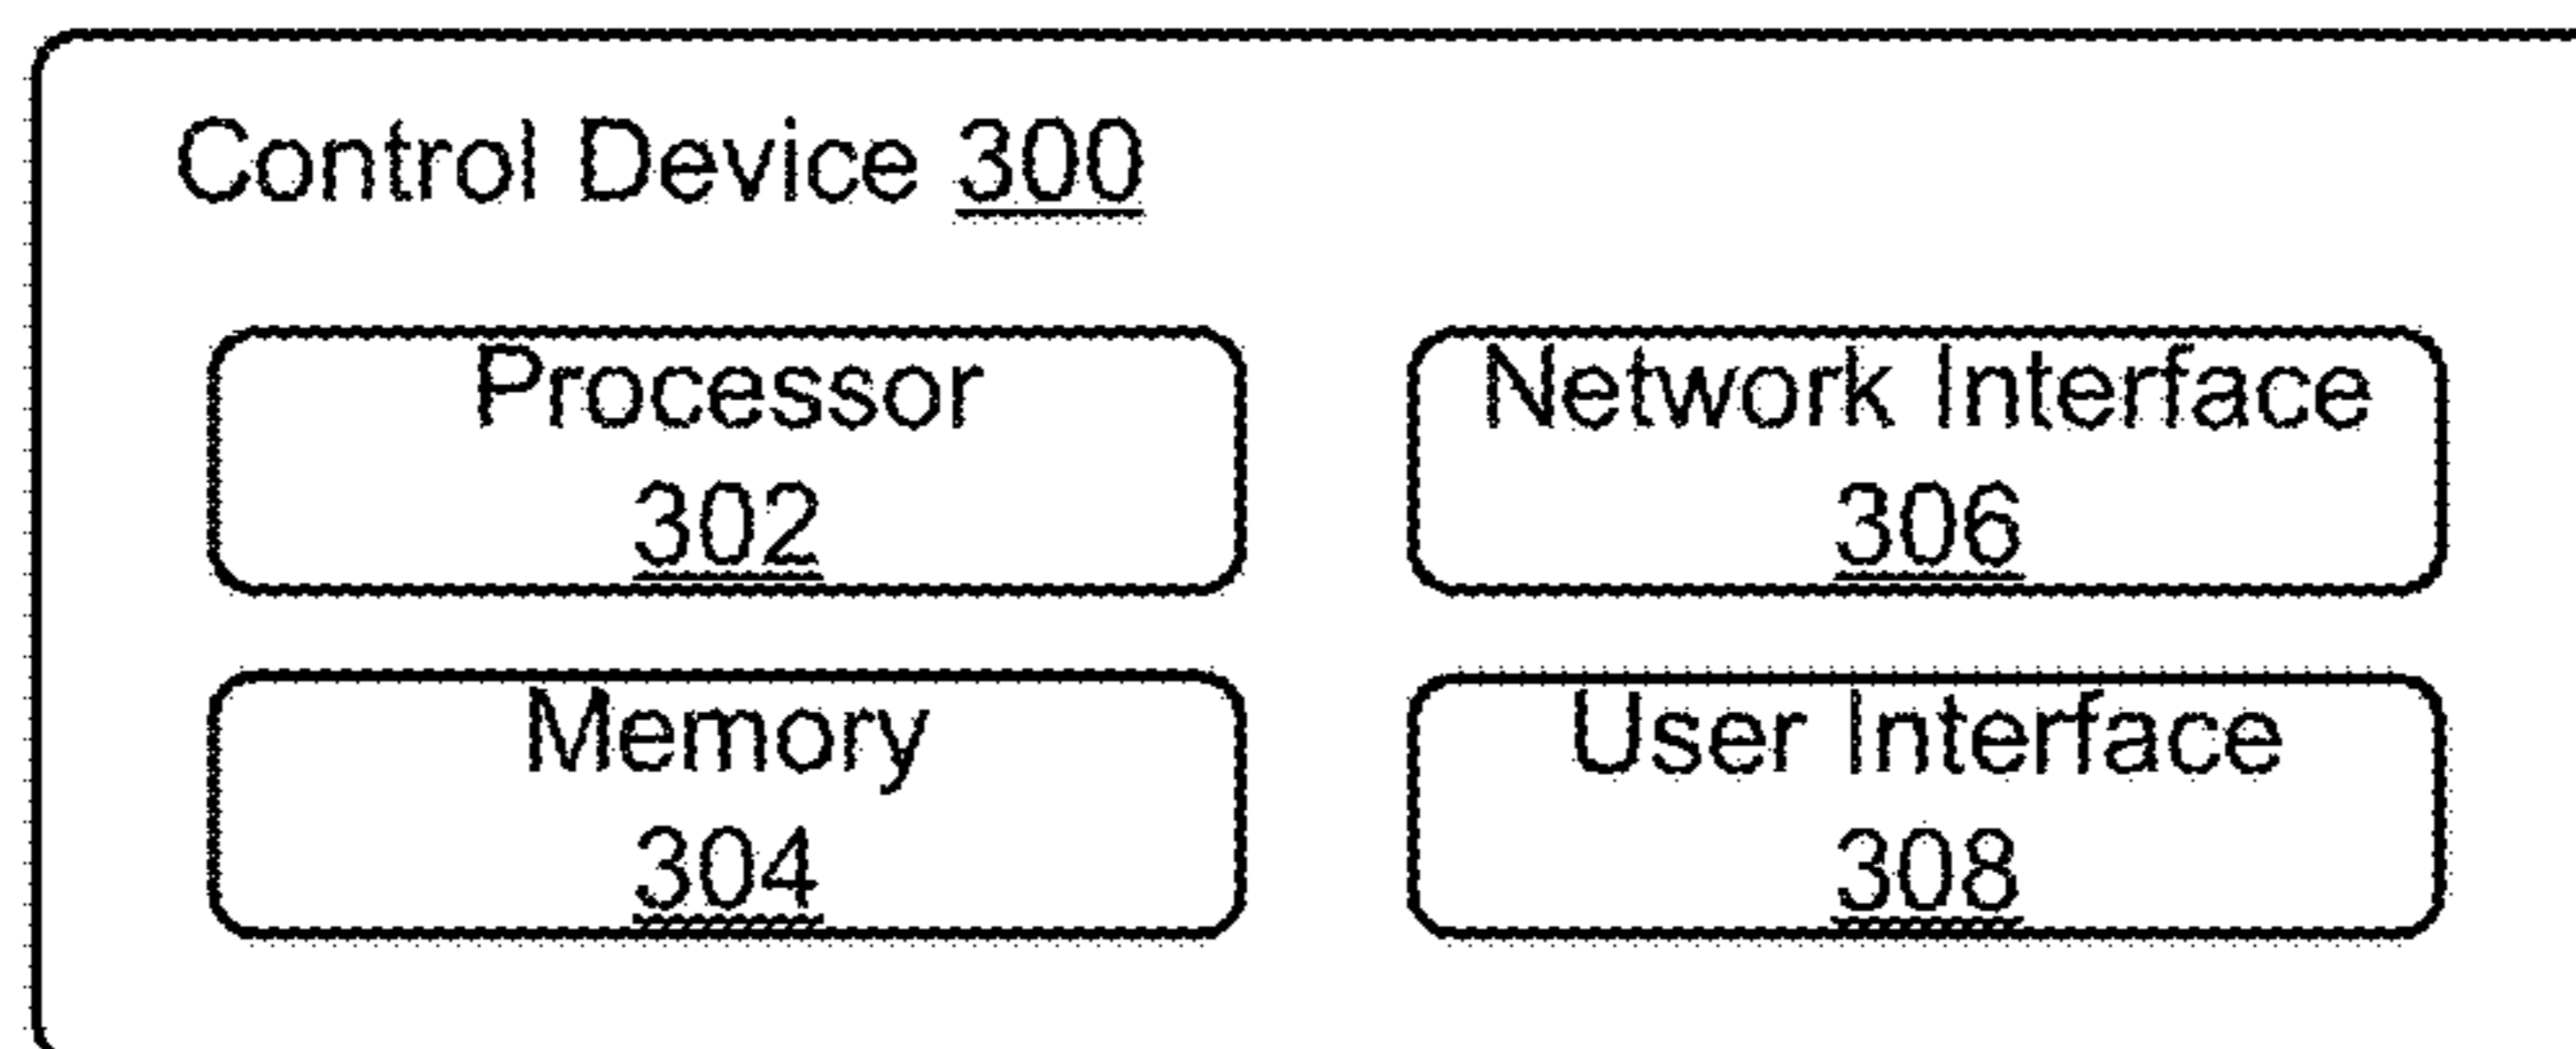 Control Device 300
Processor
302
Network Interface
306
Memory
304
User Interface
308